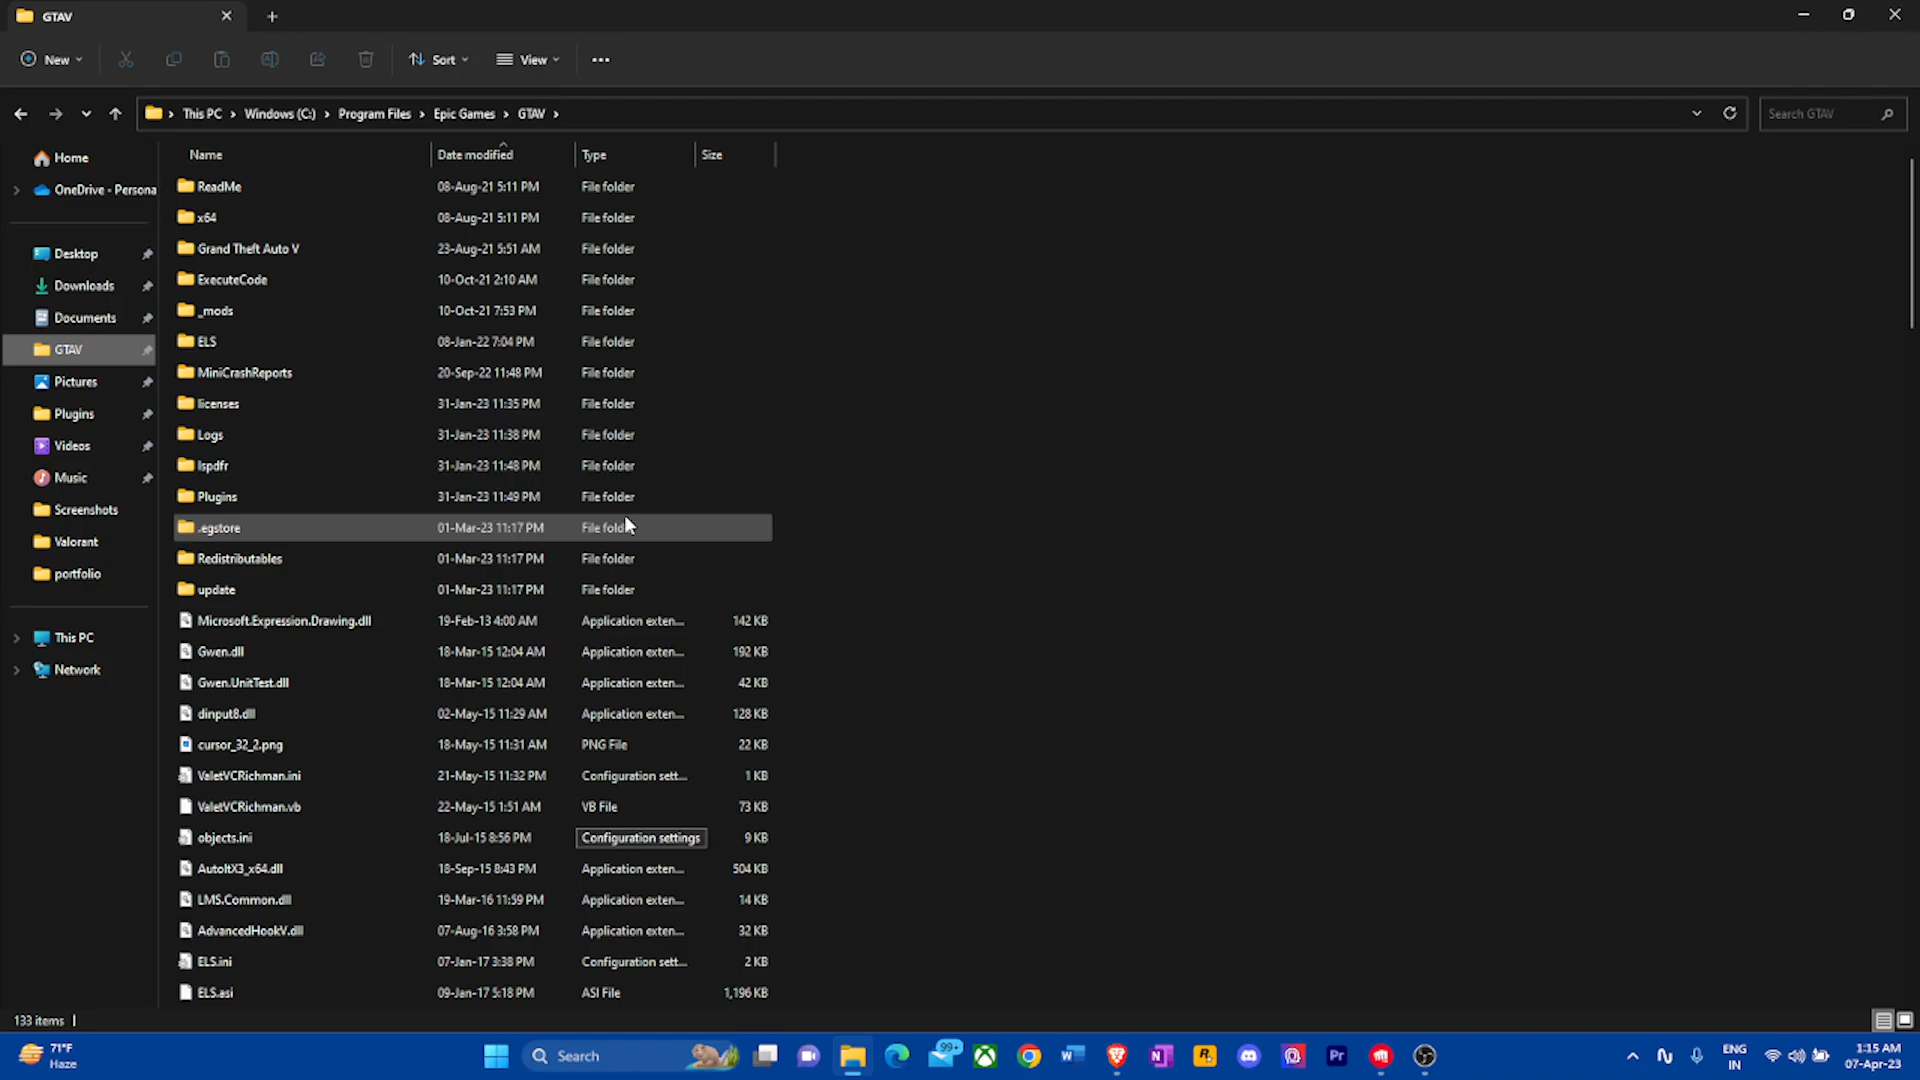 GTAV
New
Sort
View
This PC
Windows (C:)
Program Files
Epic Games
GTAV
Search GTAV
Home
OneDrive - Persona
Desktop
Downloads
Documents
GTAV
Pictures
Plugins
Videos
Music
Screenshots
Valorant
portfolio
This PC
Network
Name Date modified Type Size
ReadMe 08-Aug-21 5:11 PM File folder
x64 08-Aug-21 5:11 PM File folder
Grand Theft Auto V 23-Aug-21 5:51 AM File folder
ExecuteCode 10-Oct-21 2:10 AM File folder
_mods 10-Oct-21 7:53 PM File folder
ELS 08-Jan-22 7:04 PM File folder
MiniCrashReports 20-Sep-22 11:48 PM File folder
licenses 31-Jan-23 11:35 PM File folder
Logs 31-Jan-23 11:38 PM File folder
lspdfr 31-Jan-23 11:48 PM File folder
Plugins 31-Jan-23 11:49 PM File folder
.egstore 01-Mar-23 11:17 PM File fold
Redistributables 01-Mar-23 11:17 PM File folder
update 01-Mar-23 11:17 PM File folder
Microsoft.Expression.Drawing.dll 19-Feb-13 4:00 AM Application exten... 142 KB
Gwen.dll 18-Mar-15 12:04 AM Application exten... 192 KB
Gwen.UnitTest.dll 18-Mar-15 12:04 AM Application exten... 42 KB
dinput8.dll 02-May-15 11:29 AM Application exten... 128 KB
cursor_32_2.png 18-May-15 11:31 AM PNG File 22 KB
ValetVCRichman.ini 21-May-15 11:32 PM Configuration sett... 1 KB
ValetVCRichman.vb 22-May-15 1:51 AM VB File 73 KB
objects.ini 18-Jul-15 8:56 PM Configuration settings 9 KB
AutoItX3_x64.dll 18-Sep-15 8:43 PM Application exten... 504 KB
LMS.Common.dll 19-Mar-16 11:59 PM Application exten... 14 KB
AdvancedHookV.dll 07-Aug-16 3:58 PM Application exten... 32 KB
ELS.ini 07-Jan-17 3:38 PM Configuration sett... 2 KB
ELS.asi 09-Jan-17 5:18 PM ASI File 1,196 KB
133 items
71°F
Haze
Search
99+
Pr
ENG
IN
1:15 AM
07-Apr-23